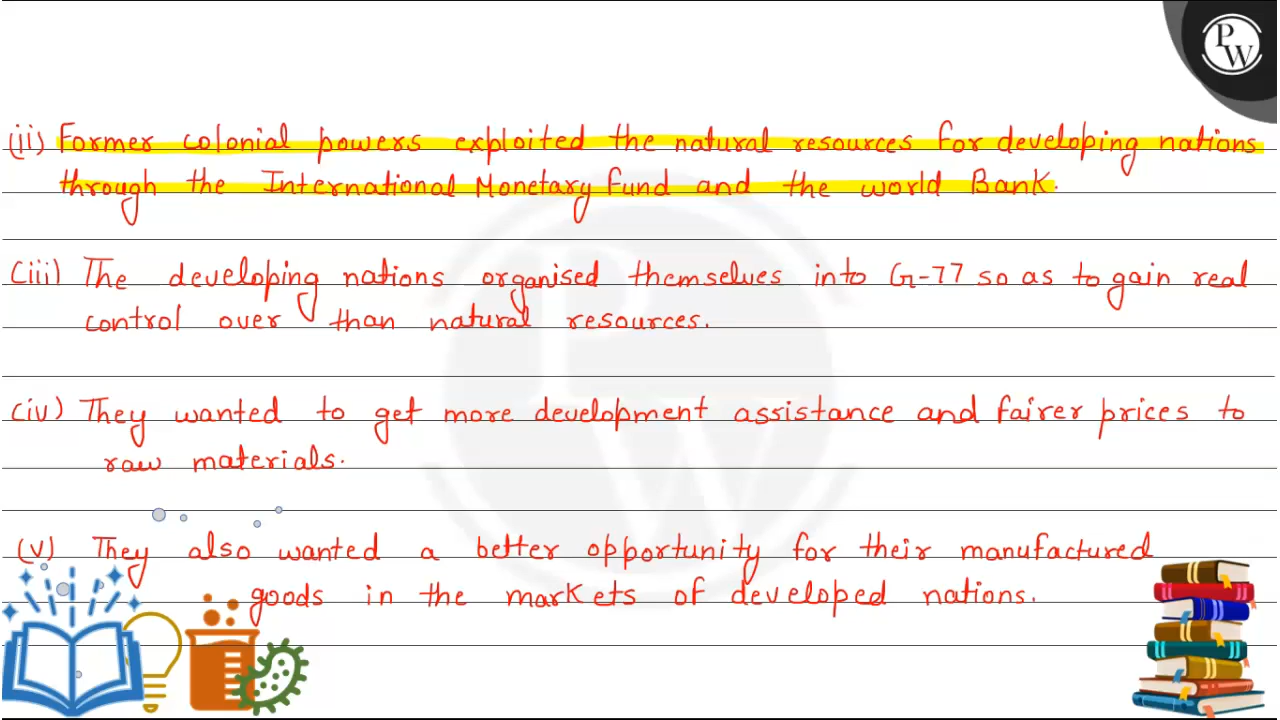 PW
(ii) Former colonial powers exploited the natural resources for developing nations
through the International Monetary Fund and the world Bank.
(iii) The developing nations organised themselves into G-77 so as to gain real
control over than natural resources.
(iv) They wanted to get more development assistance and fairer prices to
raw materials.
(v) They also wanted a better opportunity for their manufactured
goods in the markets of developed nations.